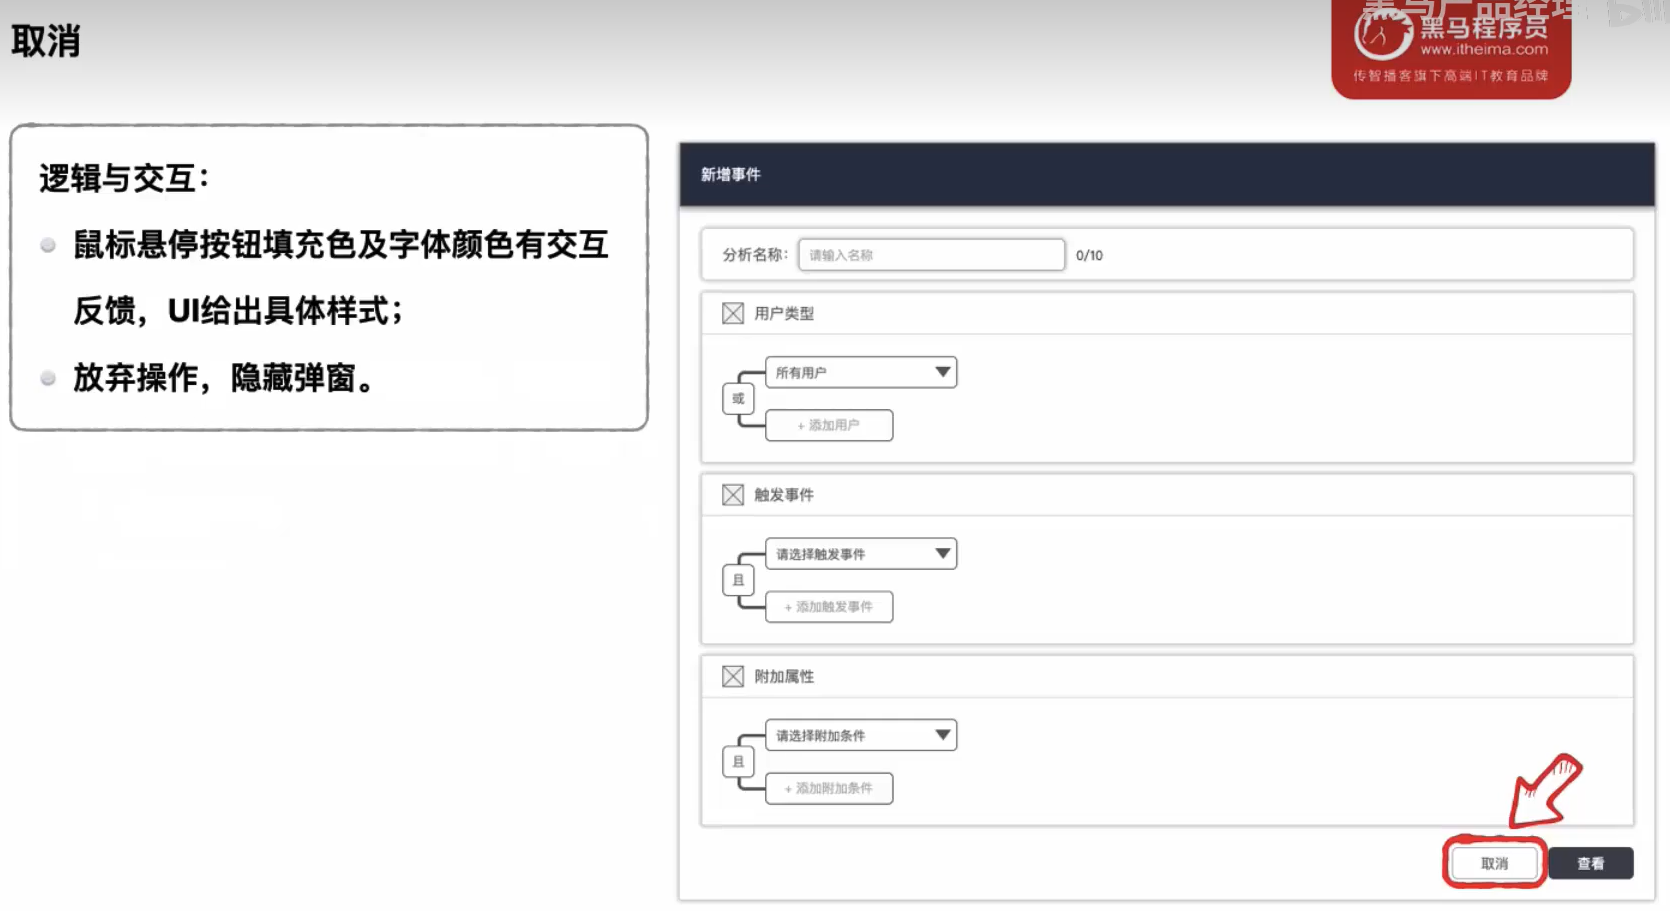 取消
黑马产品经理
黑马程序员
www.itheima.com
传智播客旗下高端IT教育品牌
逻辑与交互：
鼠标悬停按钮填充色及字体颜色有交互
反馈，UI给出具体样式；
放弃操作，隐藏弹窗。
新增事件
分析名称： 请输入名称 0/10
用户类型
所有用户
或
+ 添加用户
触发事件
请选择触发事件
且
+ 添加触发事件
附加属性
请选择附加条件
且
+ 添加附加条件
取消 查看